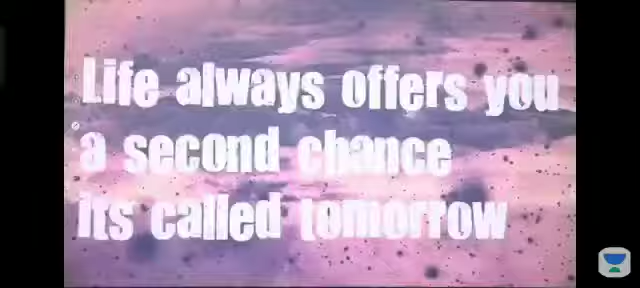 Life always offers you
a second chance
its called tomorrow